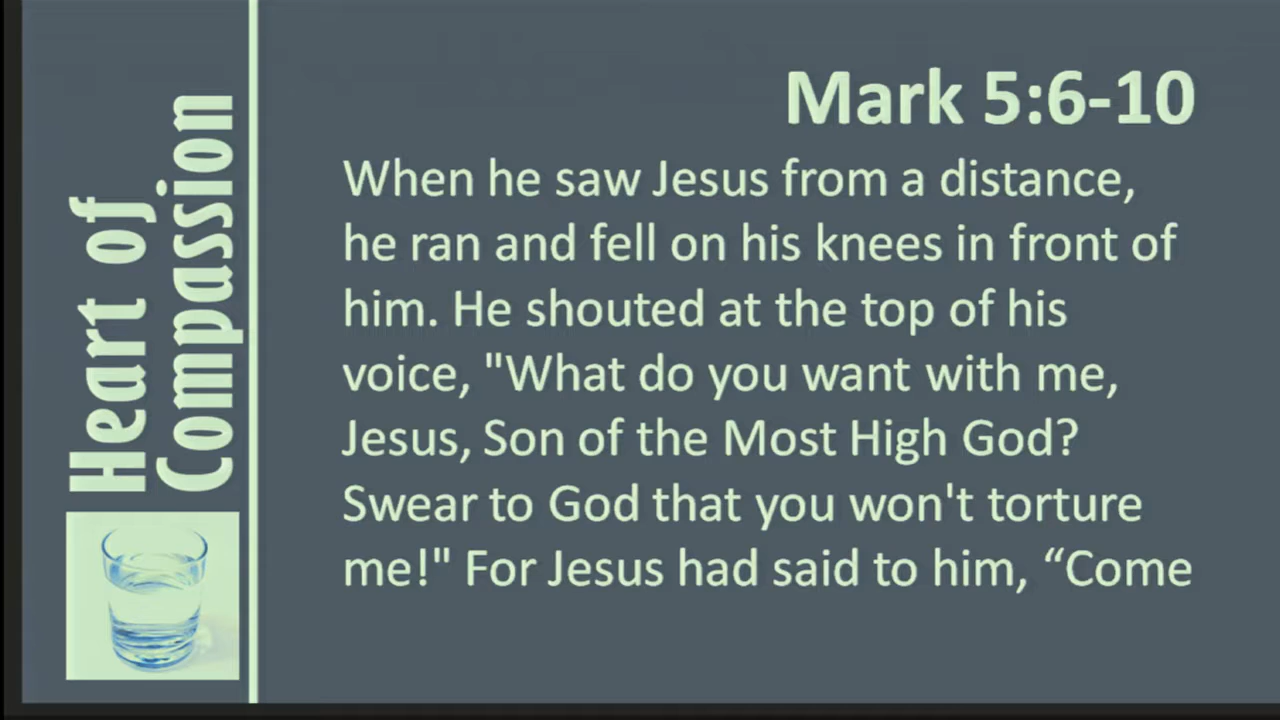 Heart of
Compassion
Mark 5:6-10
When he saw Jesus from a distance,
he ran and fell on his knees in front of
him. He shouted at the top of his
voice, "What do you want with me,
Jesus, Son of the Most High God?
Swear to God that you won't torture
me!" For Jesus had said to him, “Come